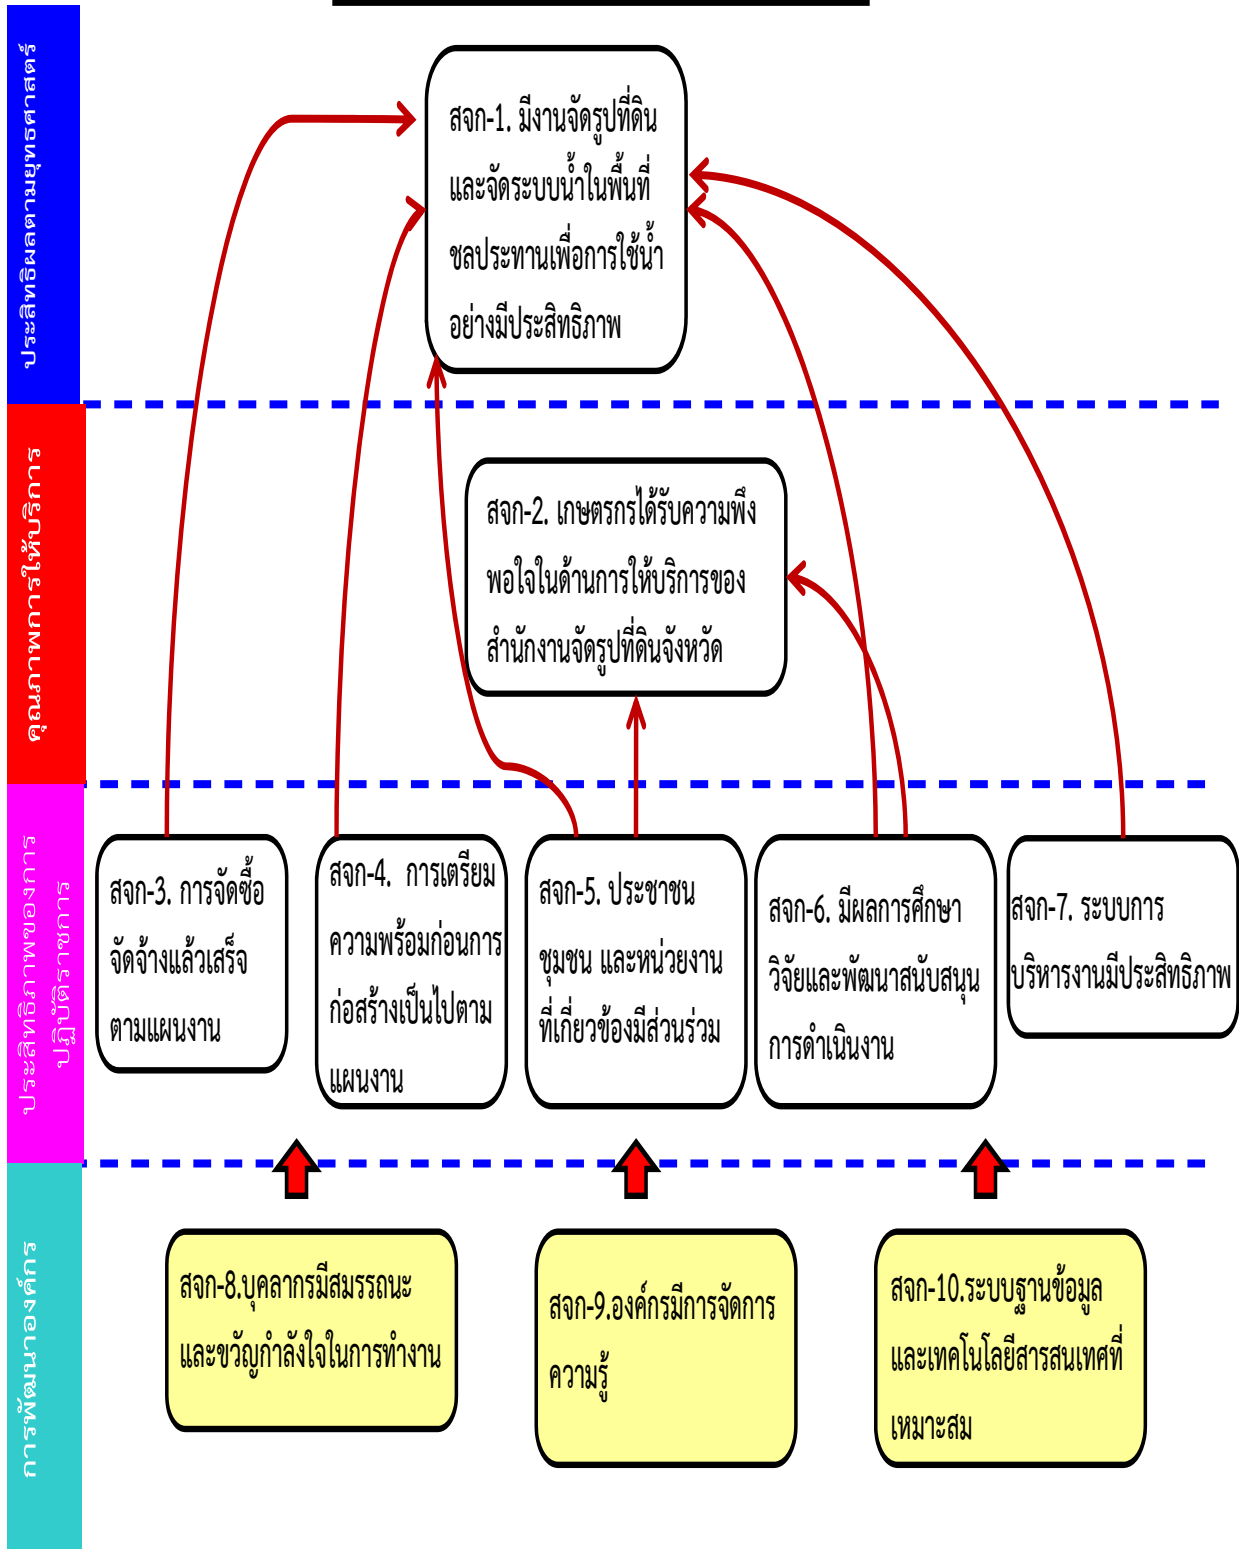 ประสิทธิผลตามยุทธศาสตร์
สจก-1. มีงานจัดรูปที่ดิน
และจัดระบบน้ำในพื้นที่
ชลประทานเพื่อการใช้น้ำ
อย่างมีประสิทธิภาพ
คุณภาพการให้บริการ
สจก-2. เกษตรกรได้รับความพึง
พอใจในด้านการให้บริการของ
สำนักงานจัดรูปที่ดินจังหวัด
ประสิทธิภาพของการ
ปฏิบัติราชการ
สจก-3. การจัดซื้อ
จัดจ้างแล้วเสร็จ
ตามแผนงาน
สจก-4. การเตรียม
ความพร้อมก่อนการ
ก่อสร้างเป็นไปตาม
แผนงาน
สจก-5. ประชาชน
ชุมชน และหน่วยงาน
ที่เกี่ยวข้องมีส่วนร่วม
สจก-6. มีผลการศึกษา
วิจัยและพัฒนาสนับสนุน
การดำเนินงาน
สจก-7. ระบบการ
บริหารงานมีประสิทธิภาพ
การพัฒนาองค์กร
สจก-8.บุคลากรมีสมรรถนะ
และขวัญกำลังใจในการทำงาน
สจก-9.องค์กรมีการจัดการ
ความรู้
สจก-10.ระบบฐานข้อมูล
และเทคโนโลยีสารสนเทศที่
เหมาะสม